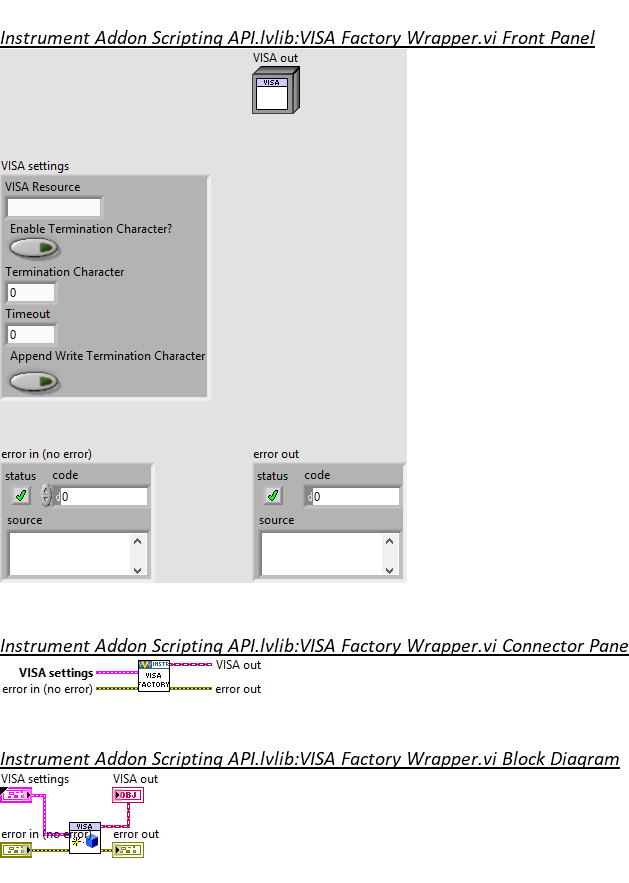 Instrument Addon Scripting API.lvlib:VISA Factory Wrapper.vi Front Panel
VISA out
VISA
VISA settings
VISA Resource
Enable Termination Character?
Termination Character
0
Timeout
0
Append Write Termination Character
error in (no error)
error out
status code
status code
d0
d0
source
source
Instrument Addon Scripting API.lvlib:VISA Factory Wrapper.vi Connector Pane
INSTR
VISA settings
VISA out
VISA
FACTORY
error in (no error)
error out
Instrument Addon Scripting API.lvlib:VISA Factory Wrapper.vi Block Diagram
VISA settings
VISA out
OBJ
VISA
error in (no error)
error out